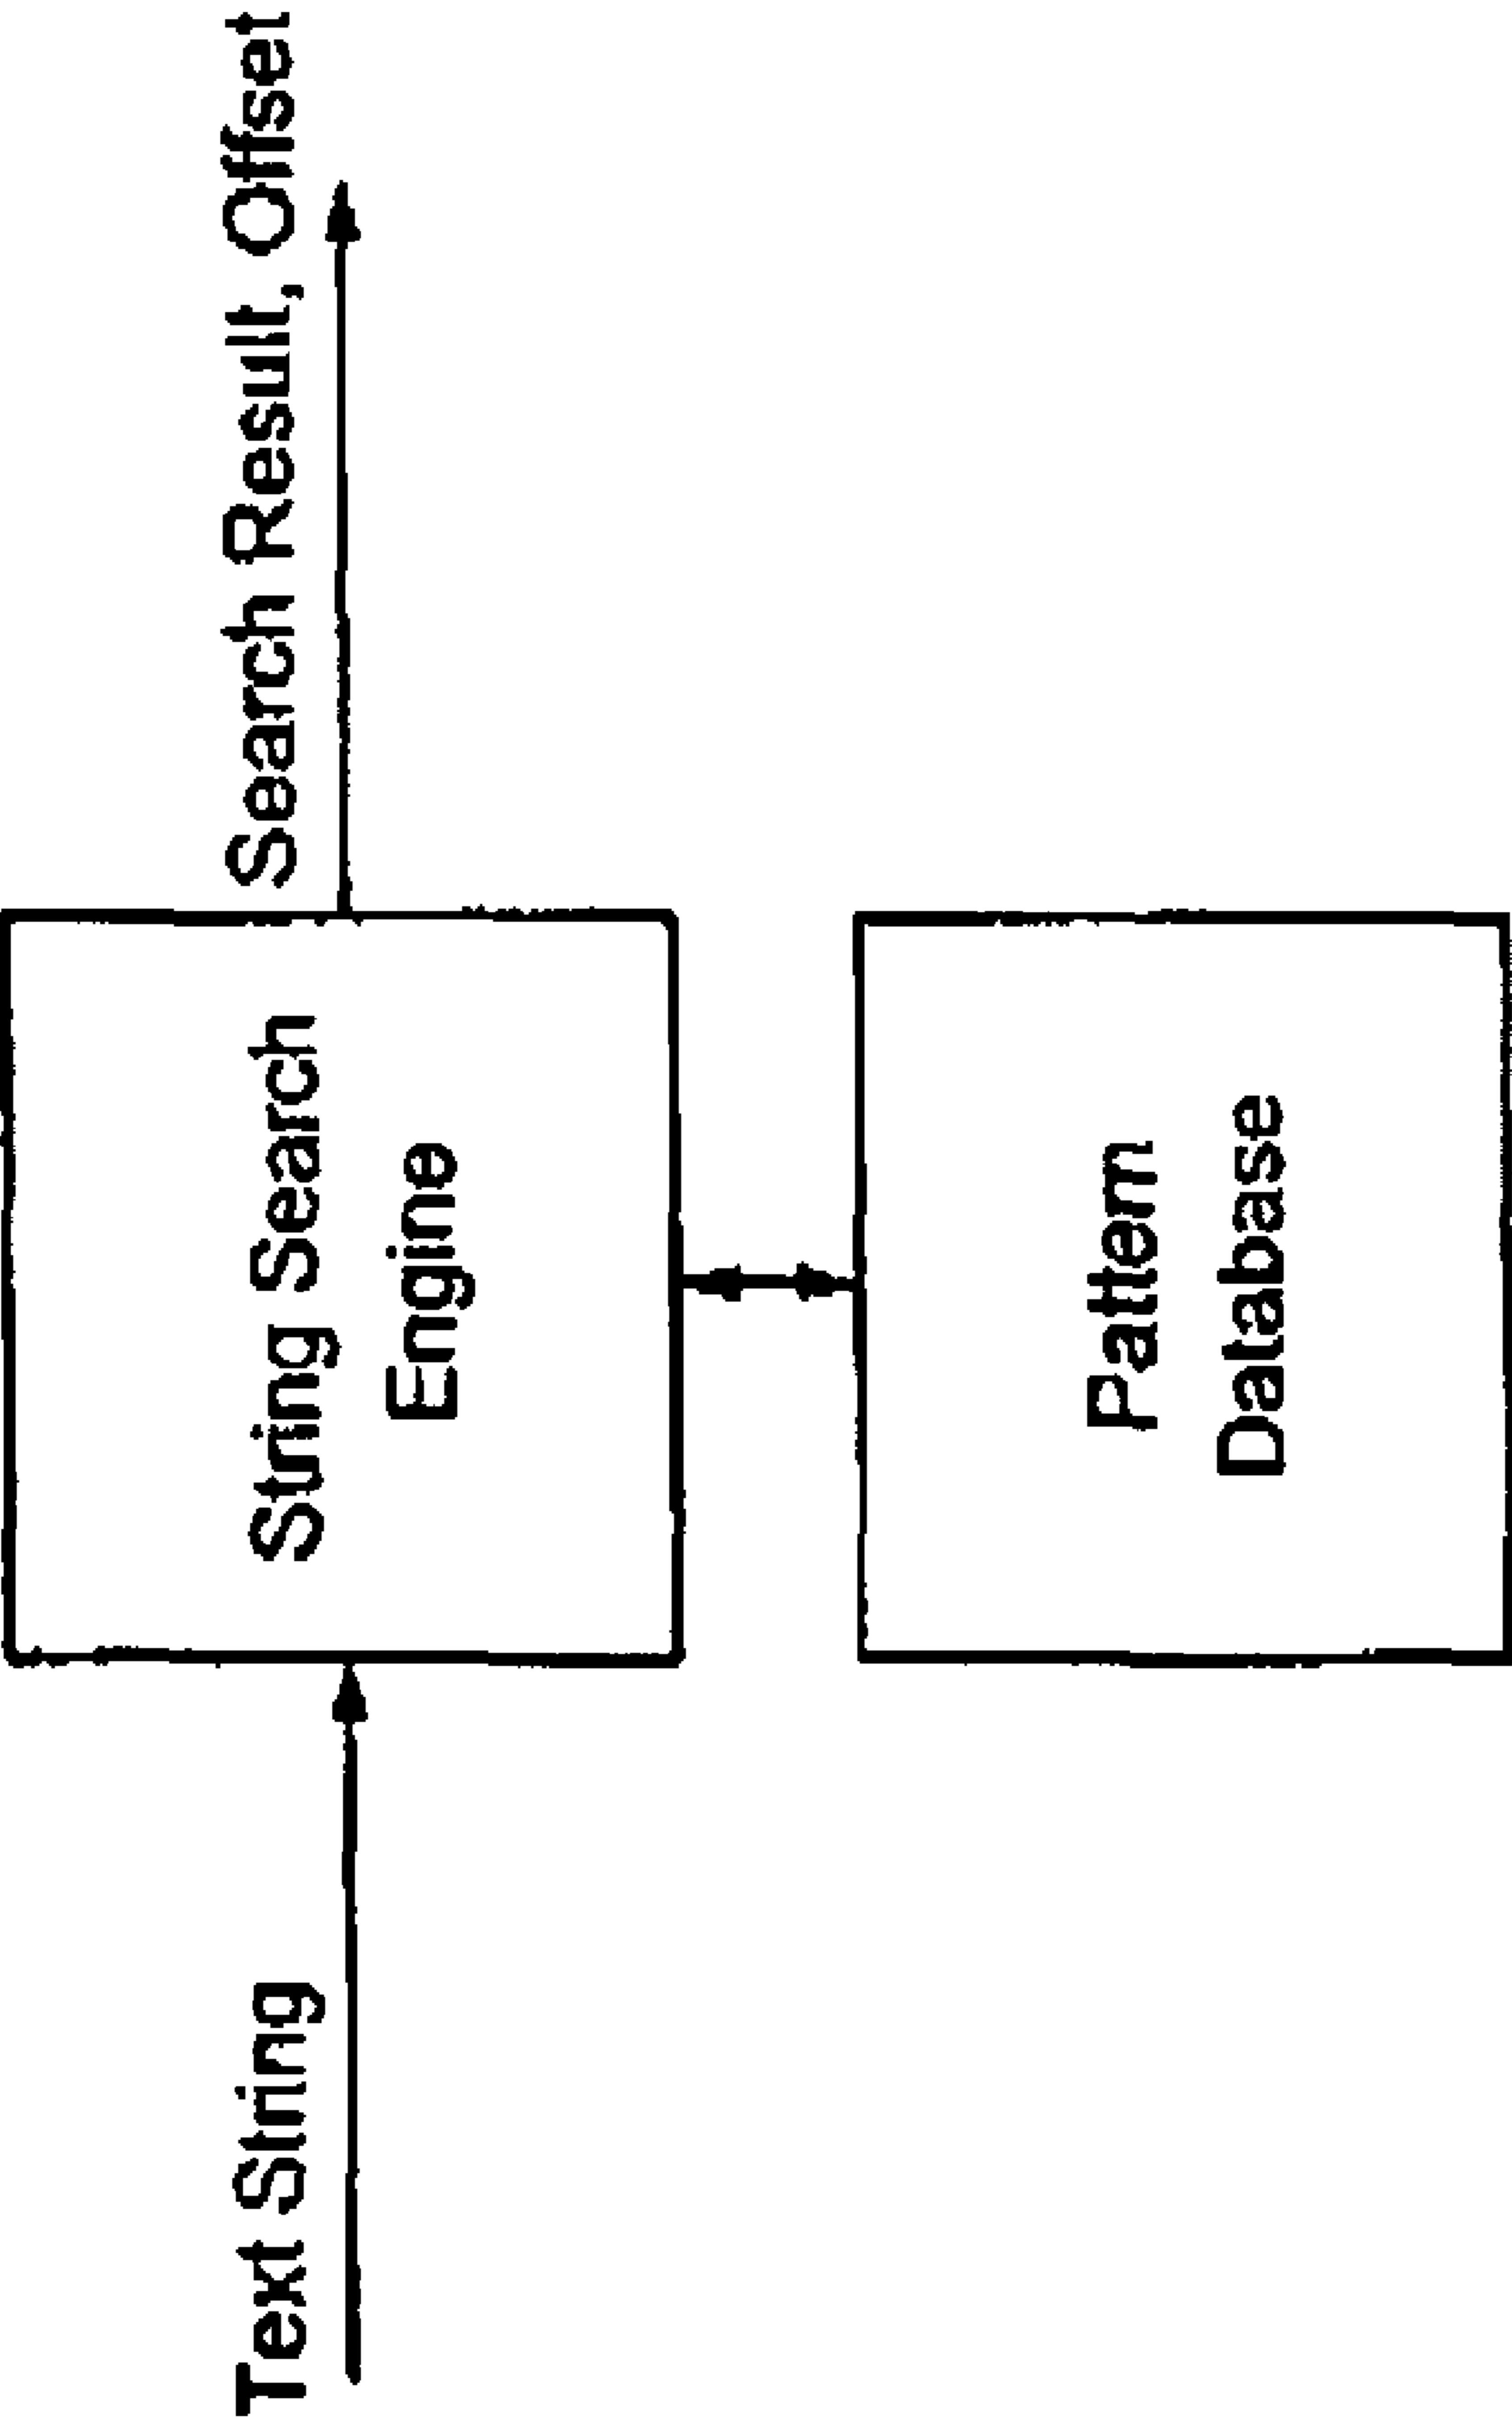 Text String
String Search
Engine
Search Result, Offset
Pattern
Database